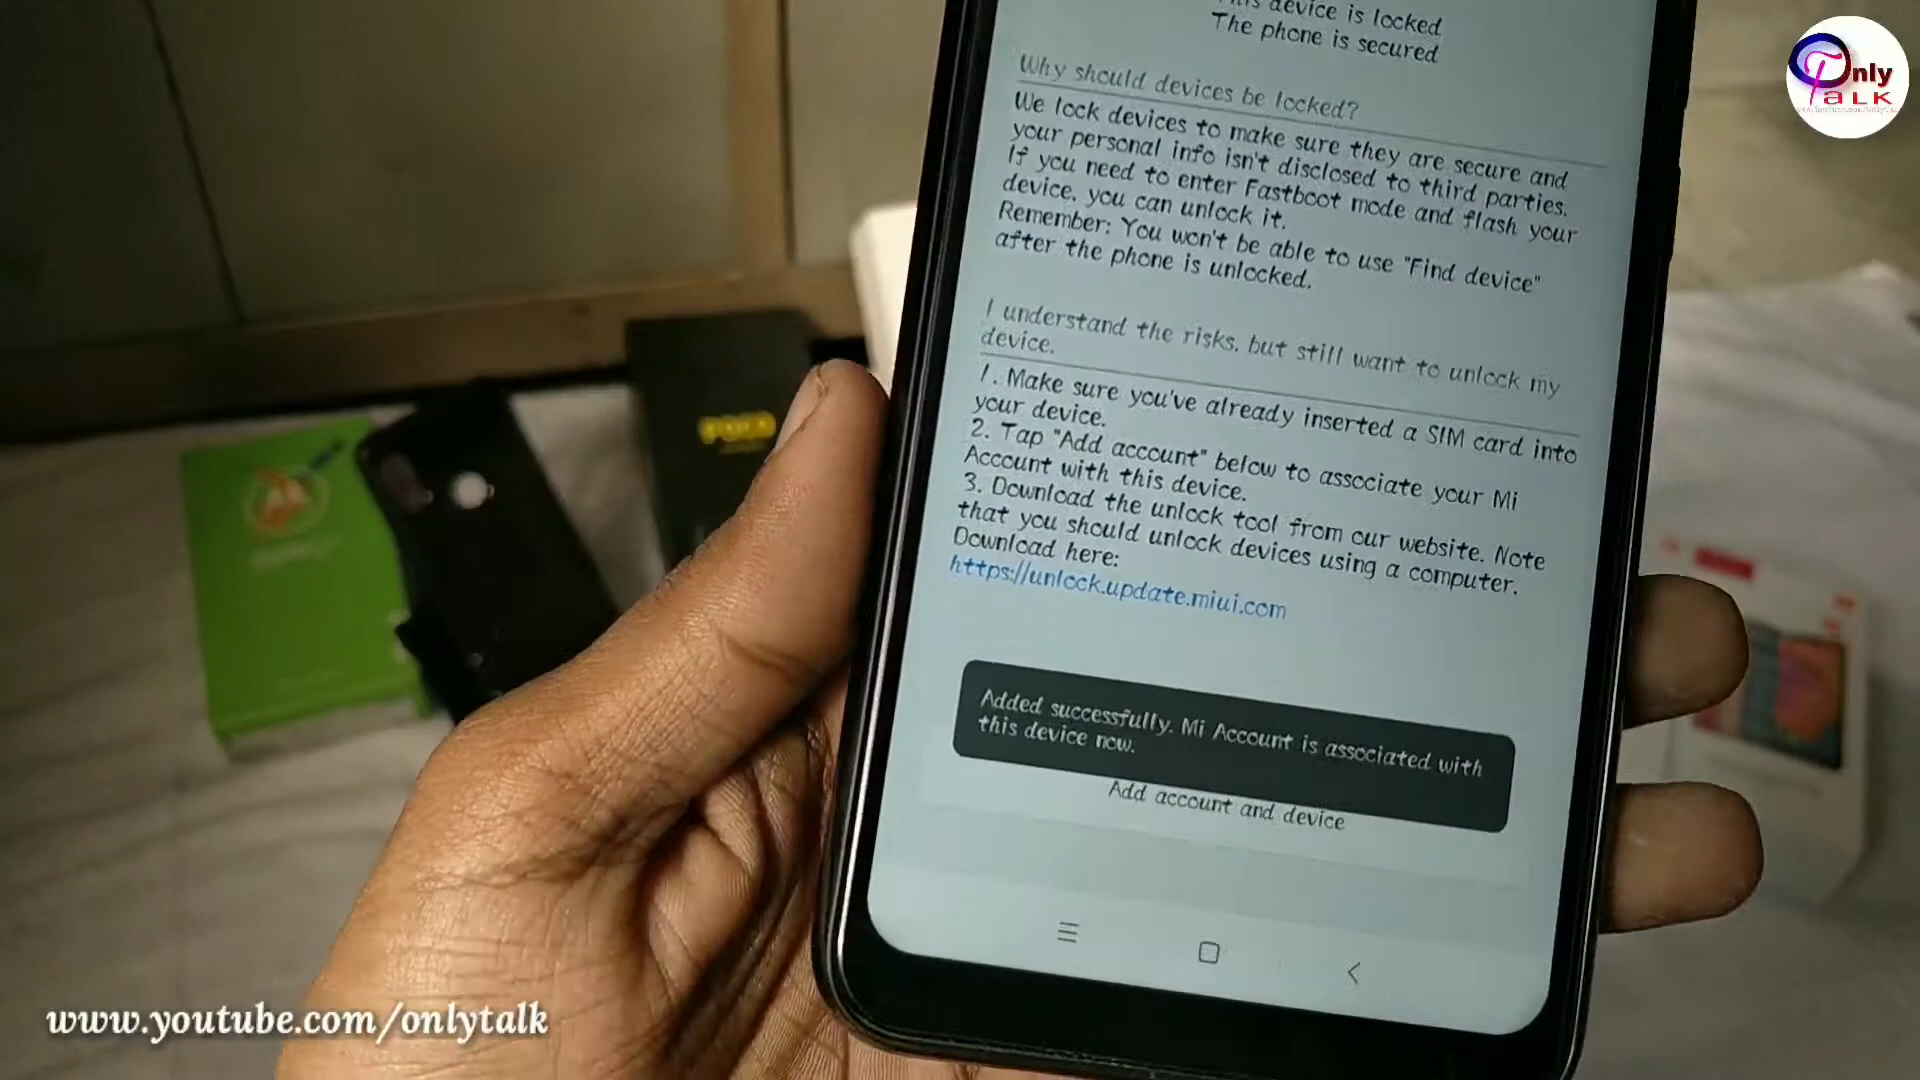 This device is locked
The phone is secured
Why should devices be locked?
We lock devices to make sure they are secure and
your personal info isn't disclosed to third parties.
If you need to enter Fastboot mode and flash your
device, you can unlock it.
Remember: You won't be able to use "Find device"
after the phone is unlocked.
I understand the risks, but still want to unlock my
device.
1. Make sure you've already inserted a SIM card into
your device.
2. Tap "Add account" below to associate your Mi
Account with this device.
3. Download the unlock tool from our website. Note
that you should unlock devices using a computer.
Download here:
https://unlock.update.miui.com
Added successfully. Mi Account is associated with
this device now.
Add account and device
POCO
Only
TALK
www.youtube.com/onlytalk